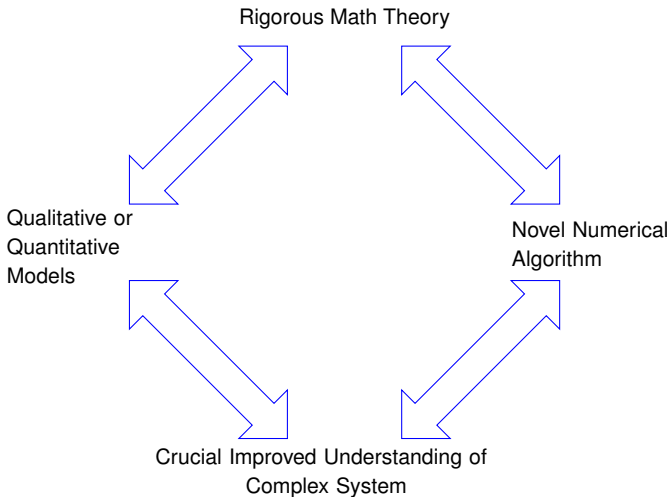 Rigorous Math Theory
Qualitative or
Quantitative
Models
Novel Numerical
Algorithm
Crucial Improved Understanding of
Complex System